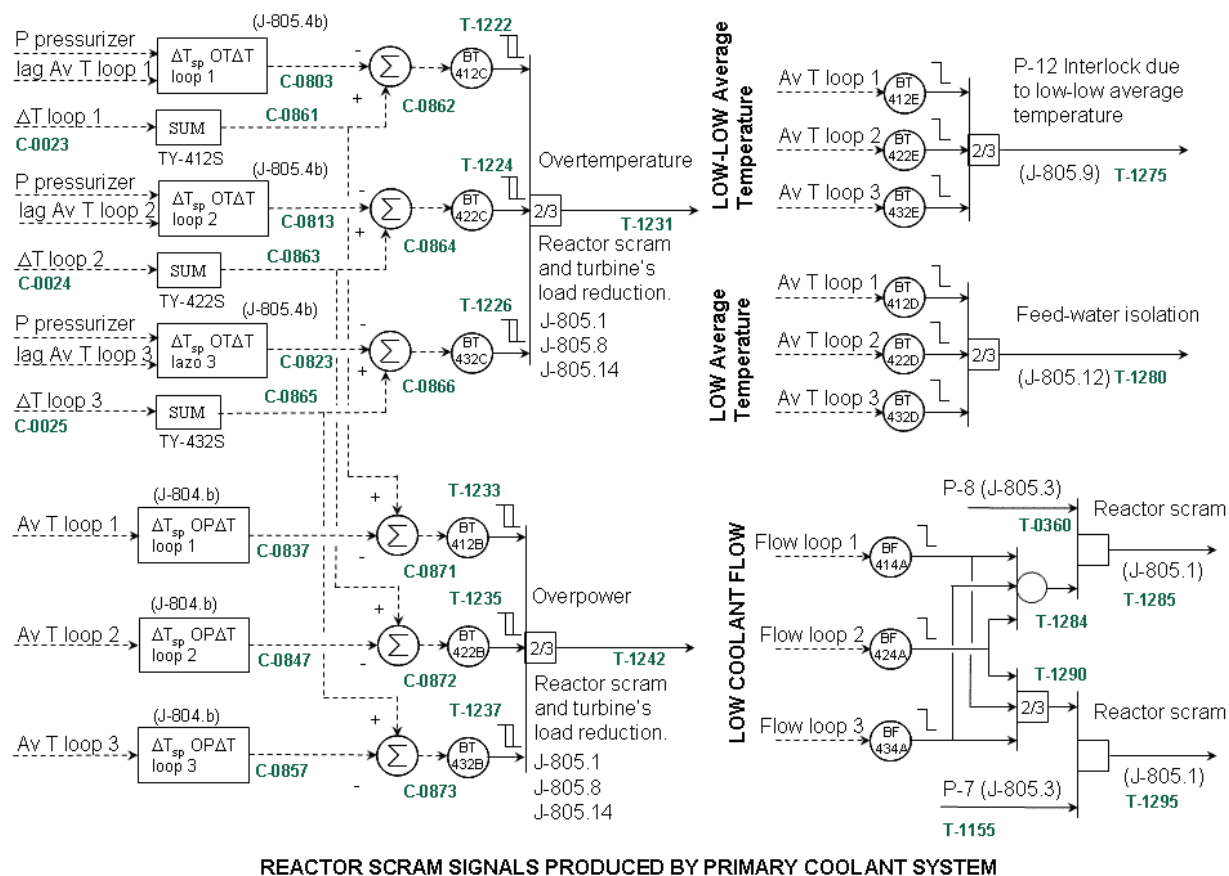 (J-805.4b)
P pressurizer
lag Av T loop 1
ΔTsp OTΔT
loop 1
C-0803
-
+
Σ
C-0862
BT
412C
T-1222
ΔT loop 1
C-0023
SUM
TY-412S
C-0861
(J-805.4b)
P pressurizer
lag Av T loop 2
ΔTsp OTΔT
loop 2
C-0813
-
+
Σ
C-0864
BT
422C
T-1224
ΔT loop 2
C-0024
SUM
TY-422S
C-0863
(J-805.4b)
P pressurizer
lag Av T loop 3
ΔTsp OTΔT
lazo 3
C-0823
-
+
Σ
C-0866
BT
432C
T-1226
ΔT loop 3
C-0025
SUM
TY-432S
C-0865
Overtemperature
2/3
T-1231
Reactor scram
and turbine's
load reduction.
J-805.1
J-805.8
J-805.14
(J-804.b)
Av T loop 1
ΔTsp OPΔT
loop 1
C-0837
+
-
Σ
C-0871
BT
412B
T-1233
(J-804.b)
Av T loop 2
ΔTsp OPΔT
loop 2
C-0847
+
-
Σ
C-0872
BT
422B
T-1235
(J-804.b)
Av T loop 3
ΔTsp OPΔT
loop 3
C-0857
+
-
Σ
C-0873
BT
432B
T-1237
Overpower
2/3
T-1242
Reactor scram
and turbine's
load reduction.
J-805.1
J-805.8
J-805.14
LOW-LOW Average
Temperature
Av T loop 1
BT
412E
Av T loop 2
BT
422E
Av T loop 3
BT
432E
2/3
P-12 Interlock due
to low-low average
temperature
(J-805.9)
T-1275
LOW Average
Temperature
Av T loop 1
BT
412D
Av T loop 2
BT
422D
Av T loop 3
BT
432D
2/3
Feed-water isolation
(J-805.12)
T-1280
LOW COOLANT FLOW
P-8 (J-805.3)
T-0360
Flow loop 1
BF
414A
Flow loop 2
BF
424A
Flow loop 3
BF
434A
T-1284
Reactor scram
(J-805.1)
T-1285
T-1290
2/3
Reactor scram
(J-805.1)
T-1295
P-7 (J-805.3)
T-1155
REACTOR SCRAM SIGNALS PRODUCED BY PRIMARY COOLANT SYSTEM